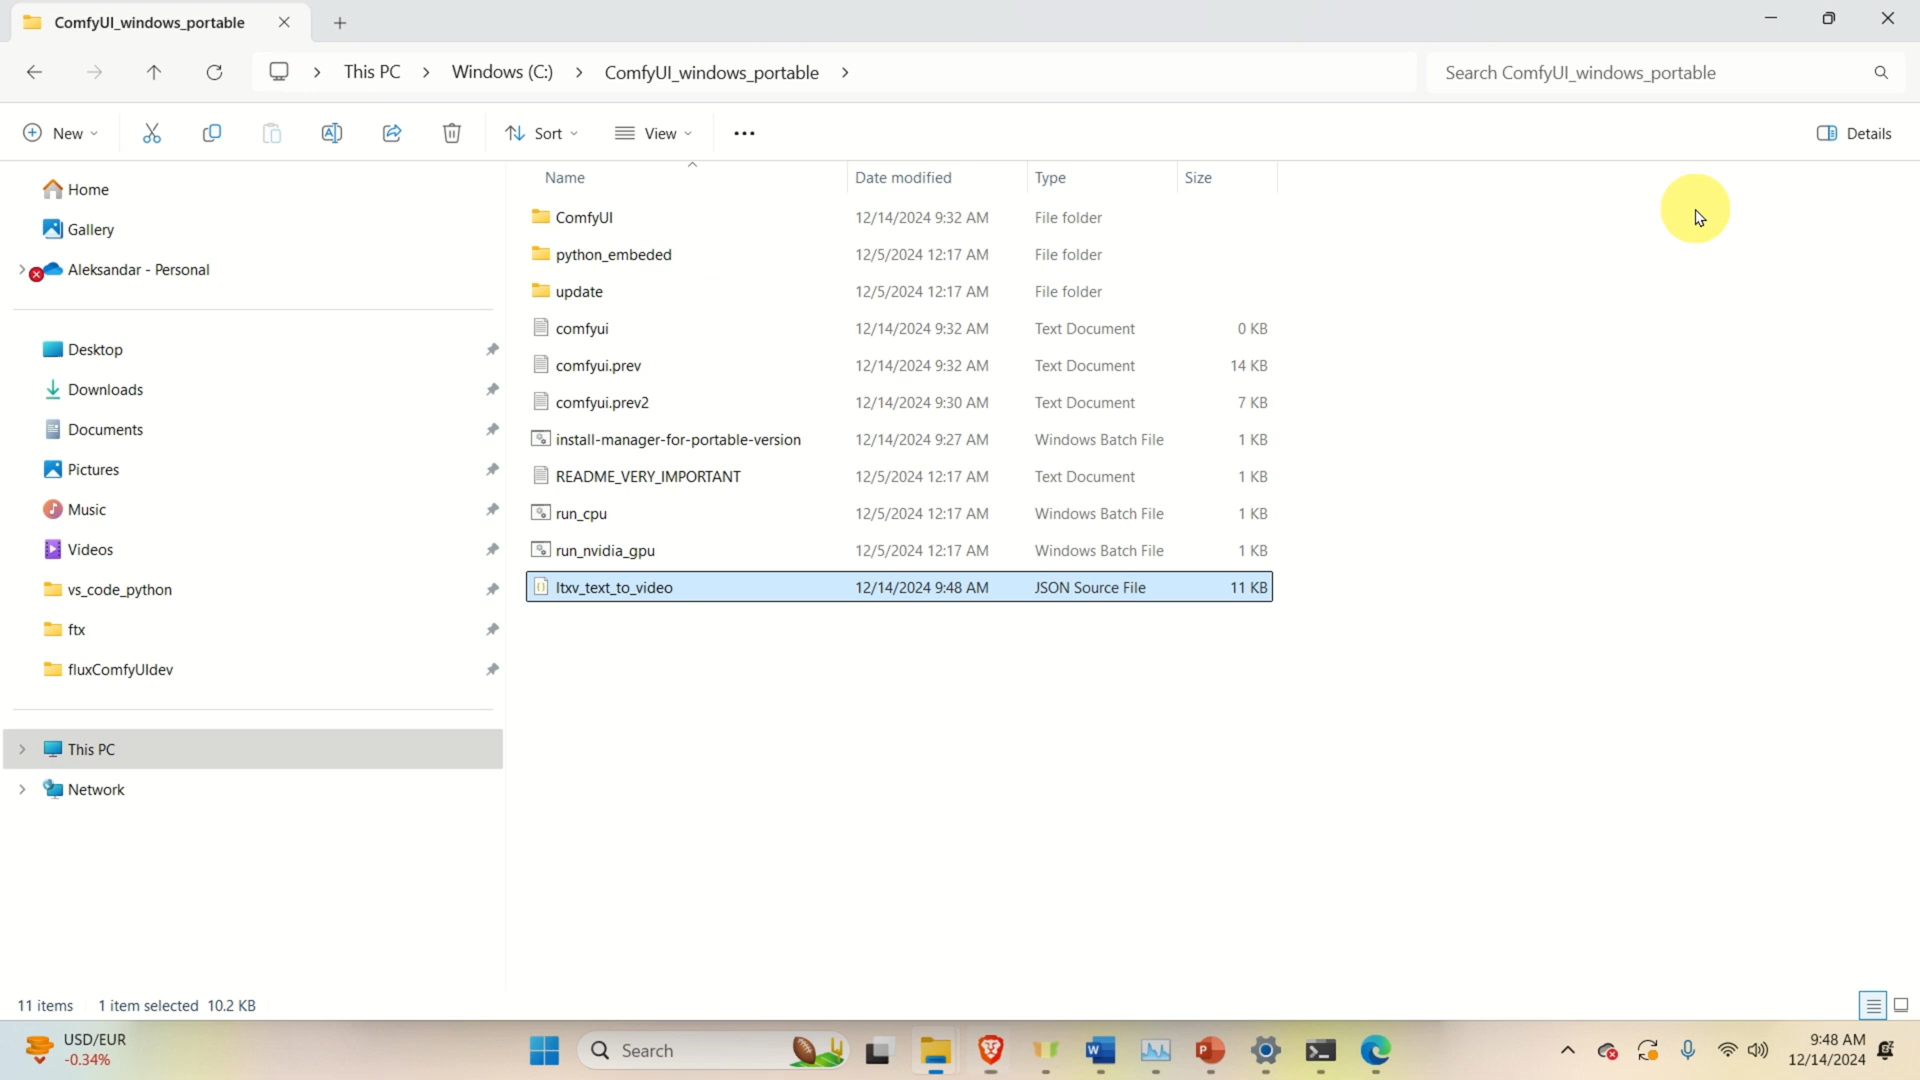 ComfyUI_windows_portable
This PC > Windows (C:) > ComfyUI_windows_portable >
Search ComfyUI_windows_portable
New
Sort
View
Details
Name Date modified Type Size
Home
Gallery
Aleksandar - Personal
Desktop
Downloads
Documents
Pictures
Music
Videos
vs_code_python
ftx
fluxComfyUIdev
This PC
Network
ComfyUI 12/14/2024 9:32 AM File folder
python_embeded 12/5/2024 12:17 AM File folder
update 12/5/2024 12:17 AM File folder
comfyui 12/14/2024 9:32 AM Text Document 0 KB
comfyui.prev 12/14/2024 9:32 AM Text Document 14 KB
comfyui.prev2 12/14/2024 9:30 AM Text Document 7 KB
install-manager-for-portable-version 12/14/2024 9:27 AM Windows Batch File 1 KB
README_VERY_IMPORTANT 12/5/2024 12:17 AM Text Document 1 KB
run_cpu 12/5/2024 12:17 AM Windows Batch File 1 KB
run_nvidia_gpu 12/5/2024 12:17 AM Windows Batch File 1 KB
ltxv_text_to_video 12/14/2024 9:48 AM JSON Source File 11 KB
11 items 1 item selected 10.2 KB
USD/EUR
-0.34%
Search
9:48 AM
12/14/2024